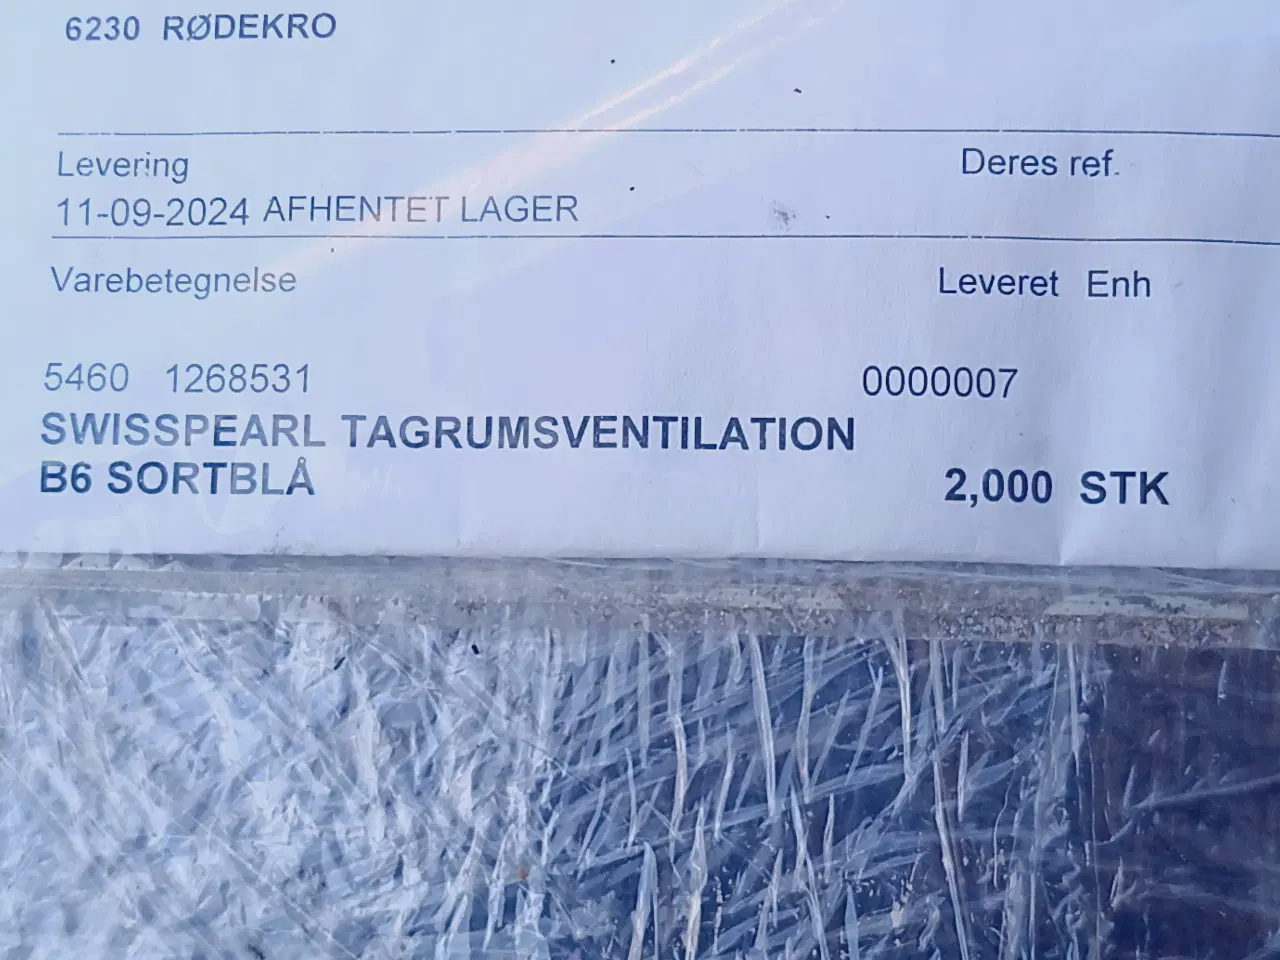 6230 RØDEKRO
Levering Deres ref.
11-09-2024 AFHENTET LAGER
Varebetegnelse Leveret Enh
5460 1268531 0000007
SWISSPEARL TAGRUMSVENTILATION
B6 SORTBLÅ 2,000 STK